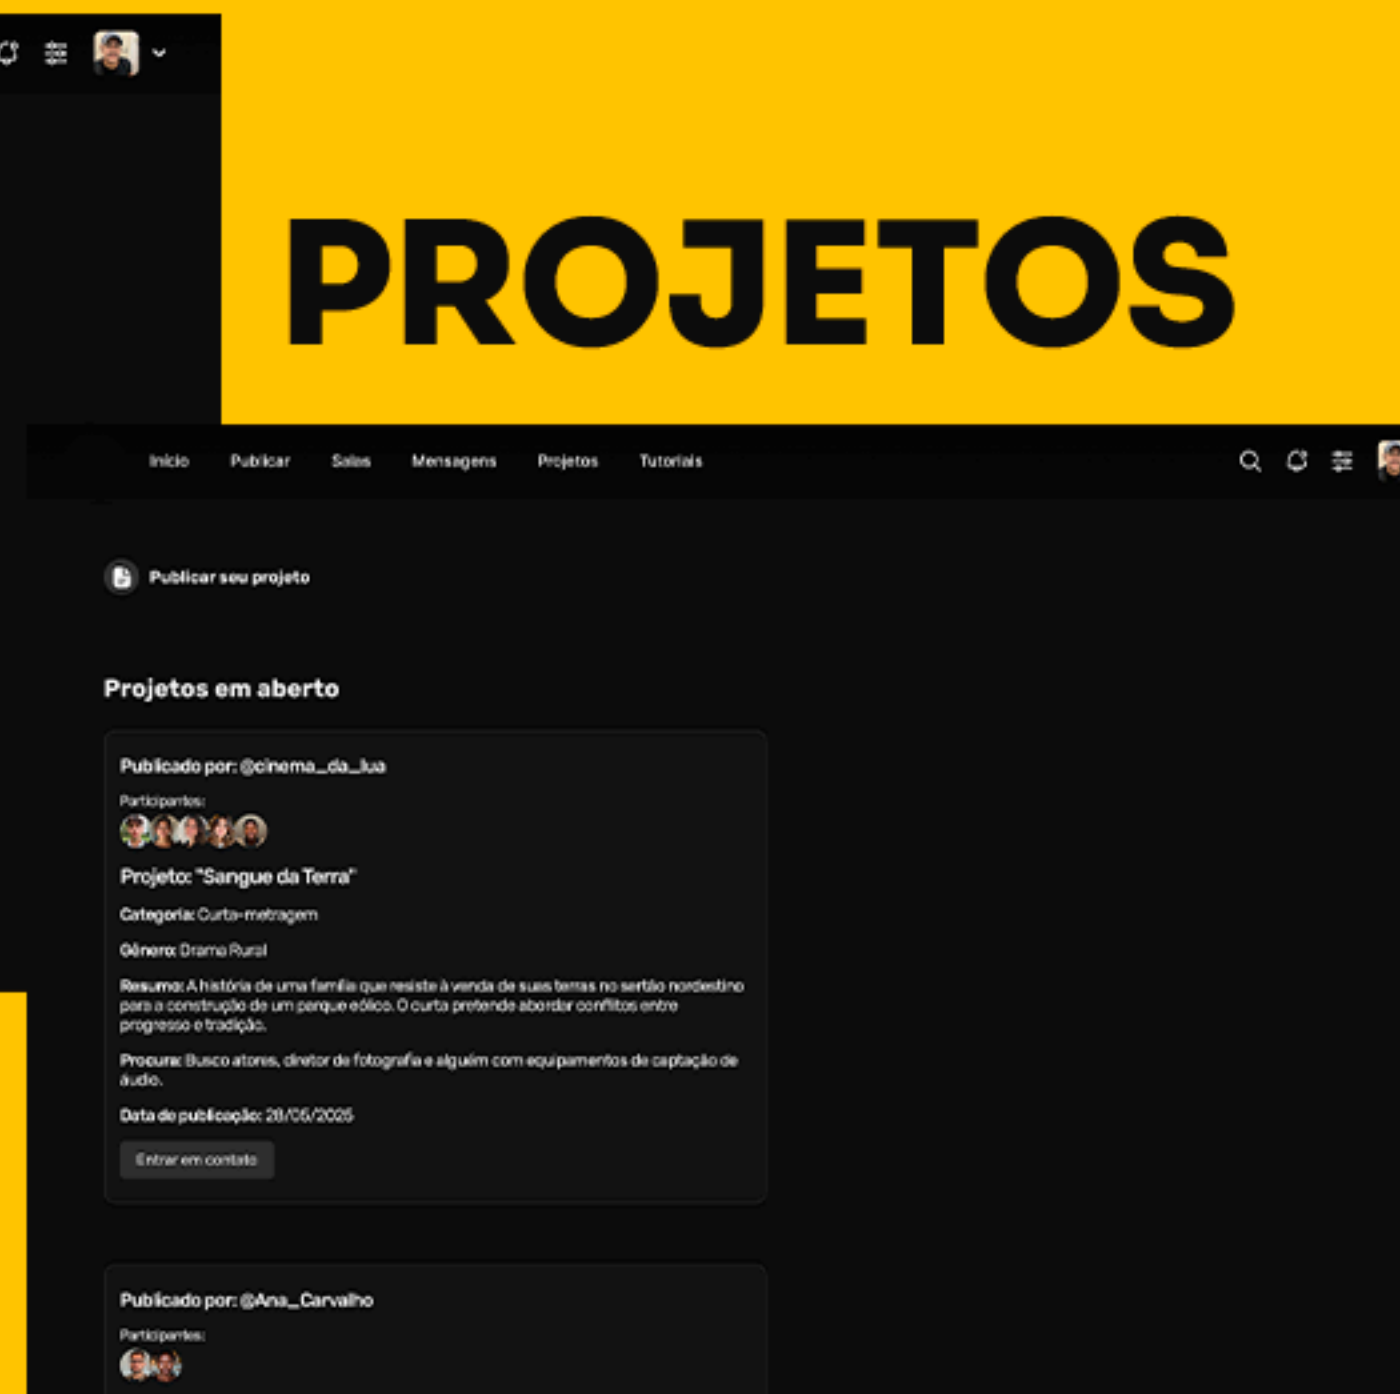 PROJETOS
Início Publicar Salas Mensagens Projetos Tutoriais
Publicar seu projeto
Projetos em aberto
Publicado por: @cinema_da_lua
Participantes:
Projeto: "Sangue da Terra"
Categoria: Curta-metragem
Gênero: Drama Rural
Resumo: A história de uma família que resiste à venda de suas terras no sertão nordestino
para a construção de um parque eólico. O curta pretende abordar conflitos entre
progresso e tradição.
Procura: Busco atores, diretor de fotografia e alguém com equipamentos de captação de
áudio.
Data de publicação: 28/05/2025
Entrar em contato
Publicado por: @Ana_Carvalho
Participantes: